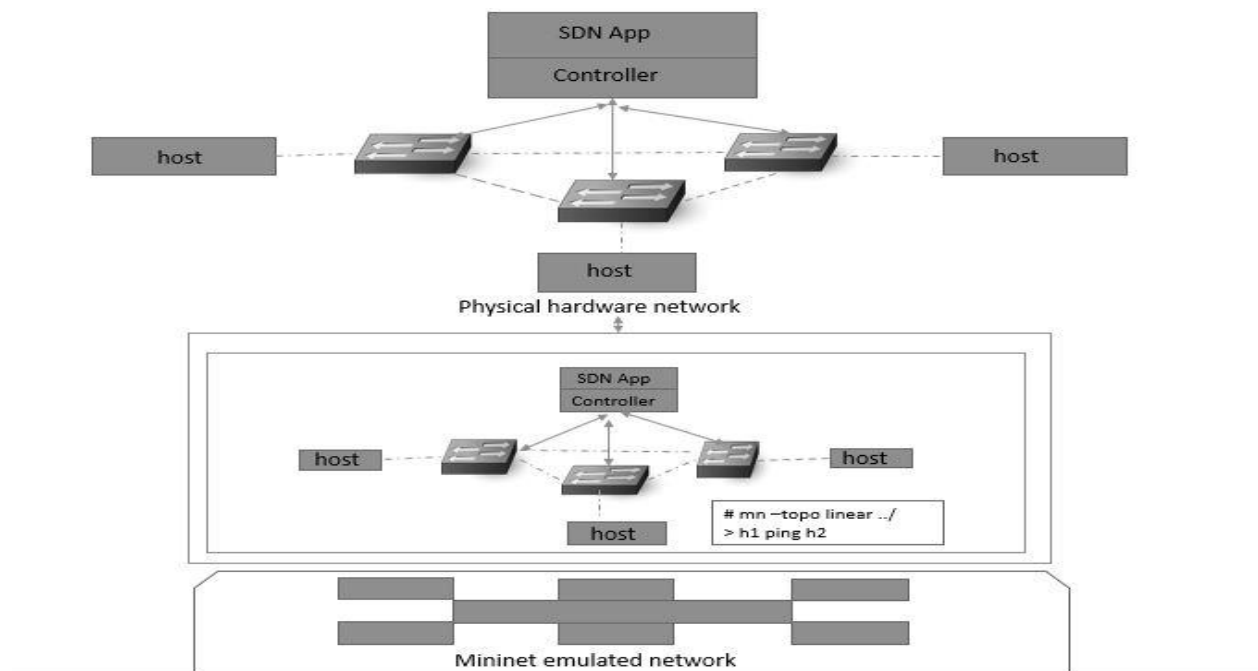 SDN App
Controller
host
host
host
Physical hardware network
SDN App
Controller
host
host
host
# mn –topo linear ../
> h1 ping h2
Mininet emulated network